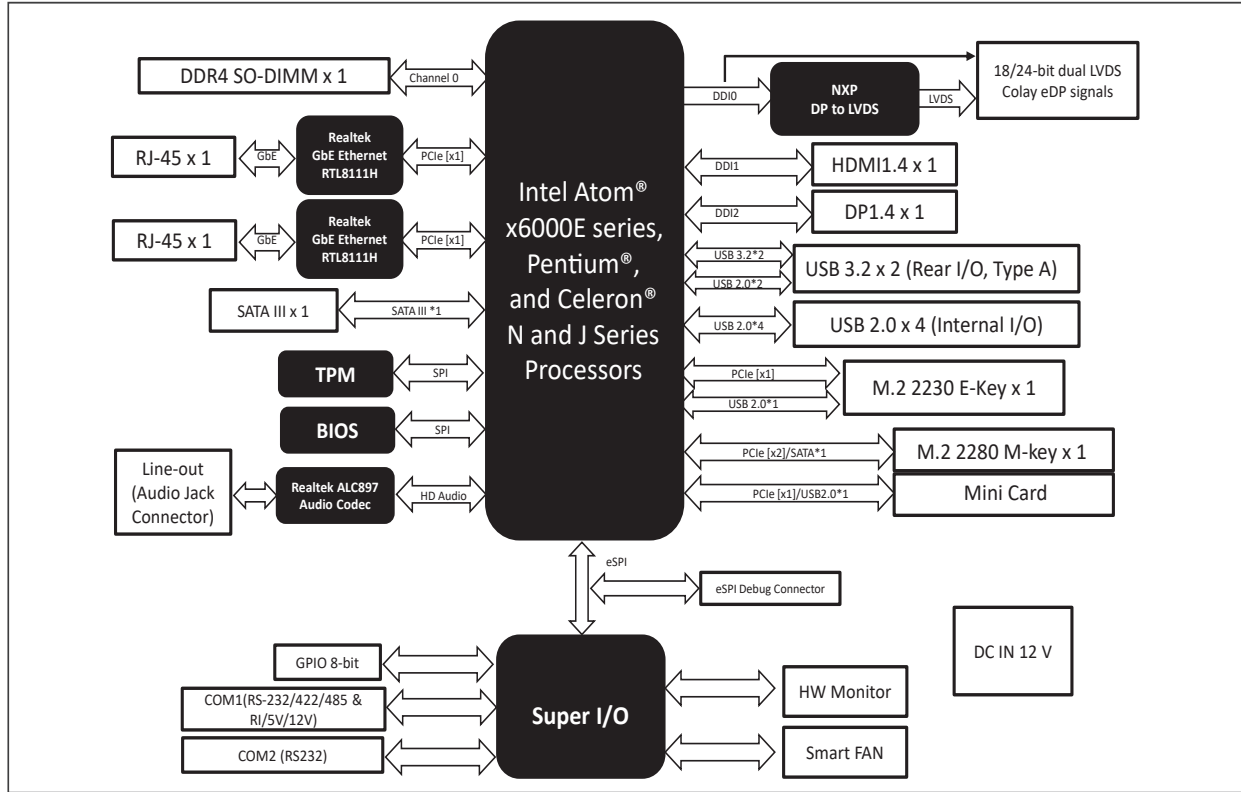 DDR4 SO-DIMM x 1
Channel 0
RJ-45 x 1
GbE
Realtek
GbE Ethernet
RTL8111H
PCIe [x1]
RJ-45 x 1
GbE
Realtek
GbE Ethernet
RTL8111H
PCIe [x1]
SATA III x 1
SATA III *1
TPM
SPI
BIOS
SPI
Line-out
(Audio Jack
Connector)
Realtek ALC897
Audio Codec
HD Audio
Intel Atom®
x6000E series,
Pentium®,
and Celeron®
N and J Series
Processors
DDI0
NXP
DP to LVDS
LVDS
18/24-bit dual LVDS
Colay eDP signals
DDI1
HDMI1.4 x 1
DDI2
DP1.4 x 1
USB 3.2*2
USB 2.0*2
USB 3.2 x 2 (Rear I/O, Type A)
USB 2.0*4
USB 2.0 x 4 (Internal I/O)
PCIe [x1]
USB 2.0*1
M.2 2230 E-Key x 1
PCIe [x2]/SATA*1
M.2 2280 M-key x 1
PCIe [x1]/USB2.0*1
Mini Card
eSPI
eSPI Debug Connector
GPIO 8-bit
COM1(RS-232/422/485 &
RI/5V/12V)
COM2 (RS232)
Super I/O
HW Monitor
Smart FAN
DC IN 12 V